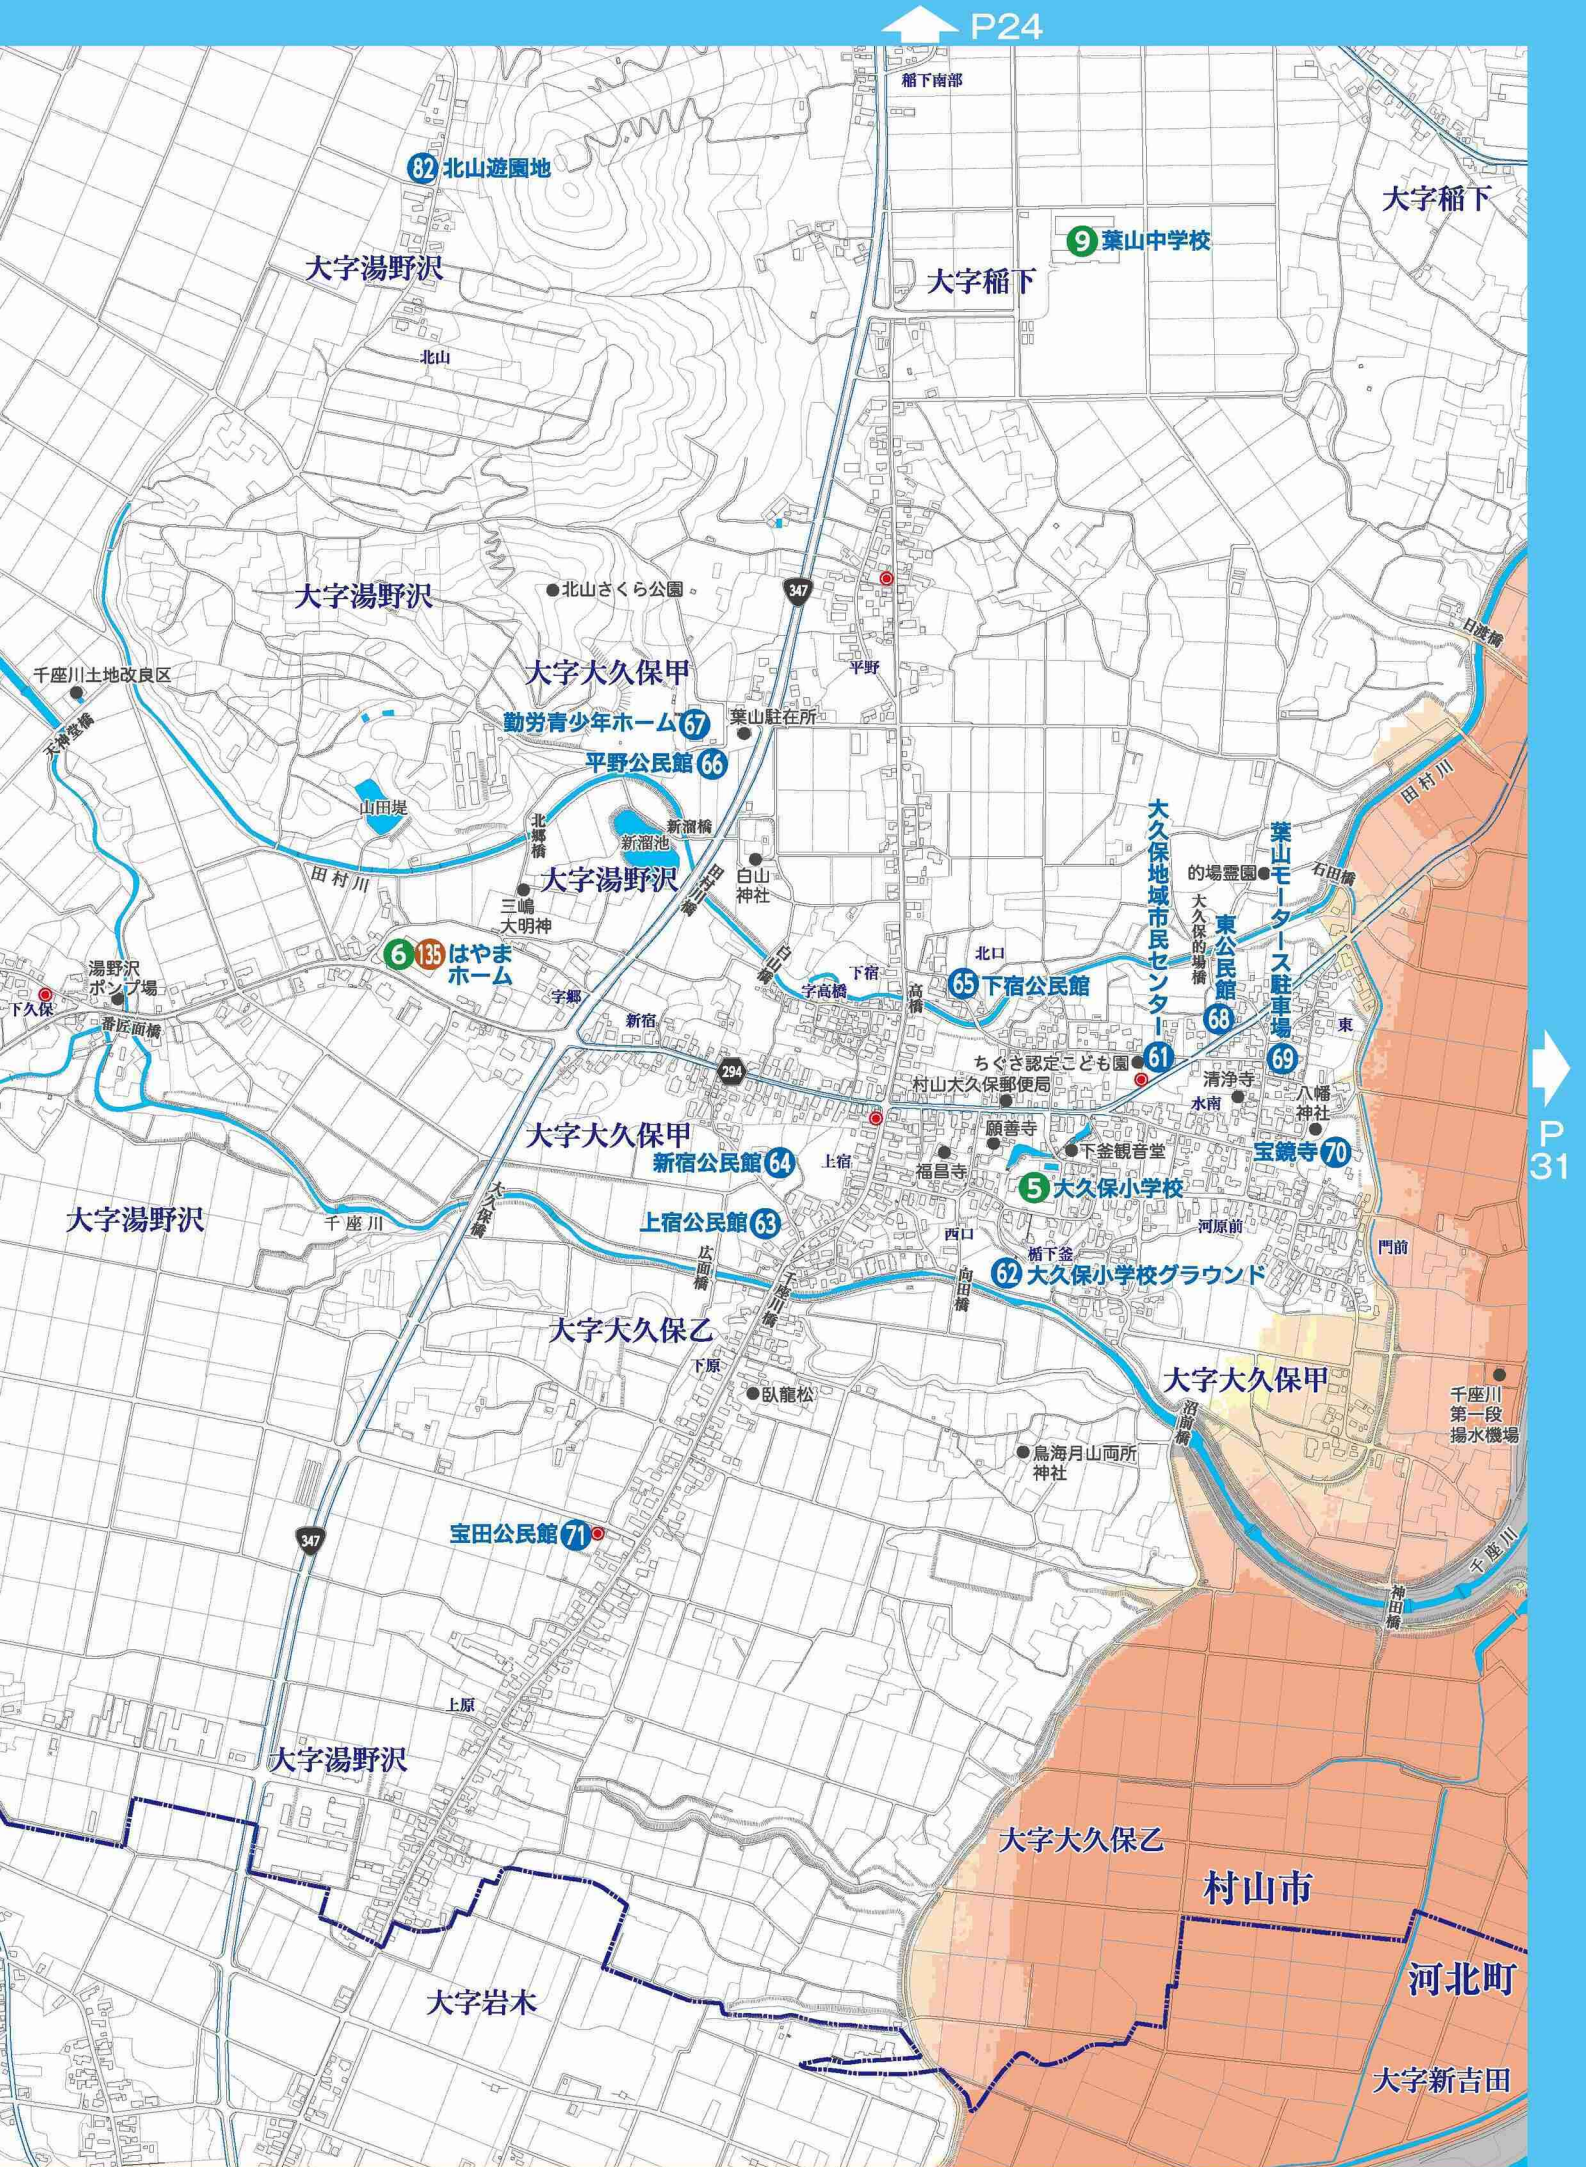 P24
稲下南部
82 北山遊園地
大字稲下
9 葉山中学校
大字湯野沢
大字稲下
北山
大字湯野沢
北山さくら公園
347
日渡橋
大字大久保甲
平野
千座川土地改良区
天神堂橋
勤労青少年ホーム 67
葉山駐在所
平野公民館 66
田村川
山田堤
北郷橋
新溜橋
新溜池
大久保地域市民センター 61
葉山モータース駐車場 69
的場霊園
石田橋
田村川
大字湯野沢
田村川橋
白山
神社
三嶋
大明神
大久保的場橋
東公民館 68
6 135 はやま
ホーム
白山橋
北口
湯野沢
ポンプ場
下久保
番匠面橋
字郷
新宿
下宿
字高橋
高橋
65 下宿公民館
東
294
ちぐさ認定こども園
村山大久保郵便局
清浄寺
水南
八幡
神社
大字大久保甲
願善寺
新宿公民館 64
上宿
福昌寺
下釜観音堂
宝鏡寺 70
5 大久保小学校
大字湯野沢
千座川
大久保橋
上宿公民館 63
西口
河原前
門前
広面橋
楯下釜
62 大久保小学校グラウンド
千座川橋
向田橋
大字大久保乙
下原
大字大久保甲
臥龍松
沼前橋
千座川
第一段
揚水機場
鳥海月山両所
神社
宝田公民館 71
347
千座川
神田橋
上原
大字湯野沢
大字大久保乙
村山市
河北町
大字岩木
大字新吉田
P
31